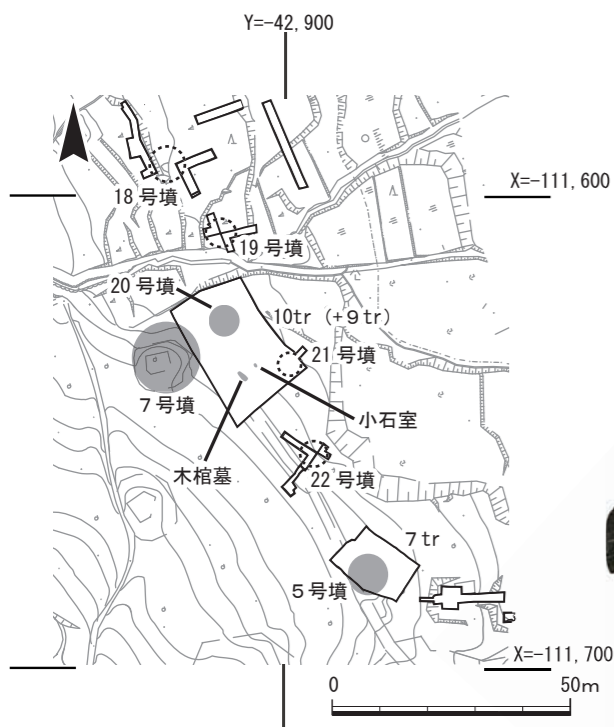 Y=-42,900
18号墳
X=-111,600
19号墳
20号墳
10tr（+9tr）
21号墳
7号墳
小石室
木棺墓
22号墳
7tr
5号墳
X=-111,700
0
50m